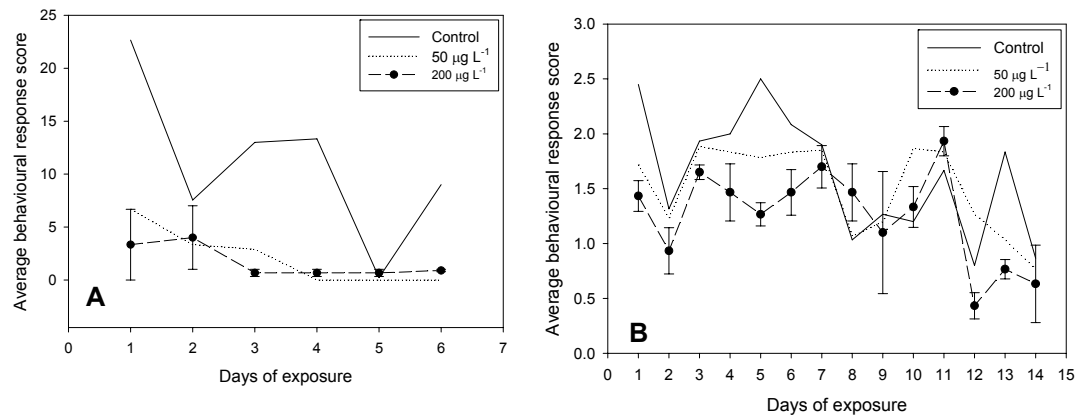 Average behavioural response score
25
20
15
10
5
0
0 1 2 3 4 5 6 7
Days of exposure
A
Control
50 µg L-1
200 µg L-1
Average behavioural response score
3.0
2.5
2.0
1.5
1.0
0.5
0.0
0 1 2 3 4 5 6 7 8 9 10 11 12 13 14 15
Days of exposure
B
Control
50 µg L−1
200 µg L-1